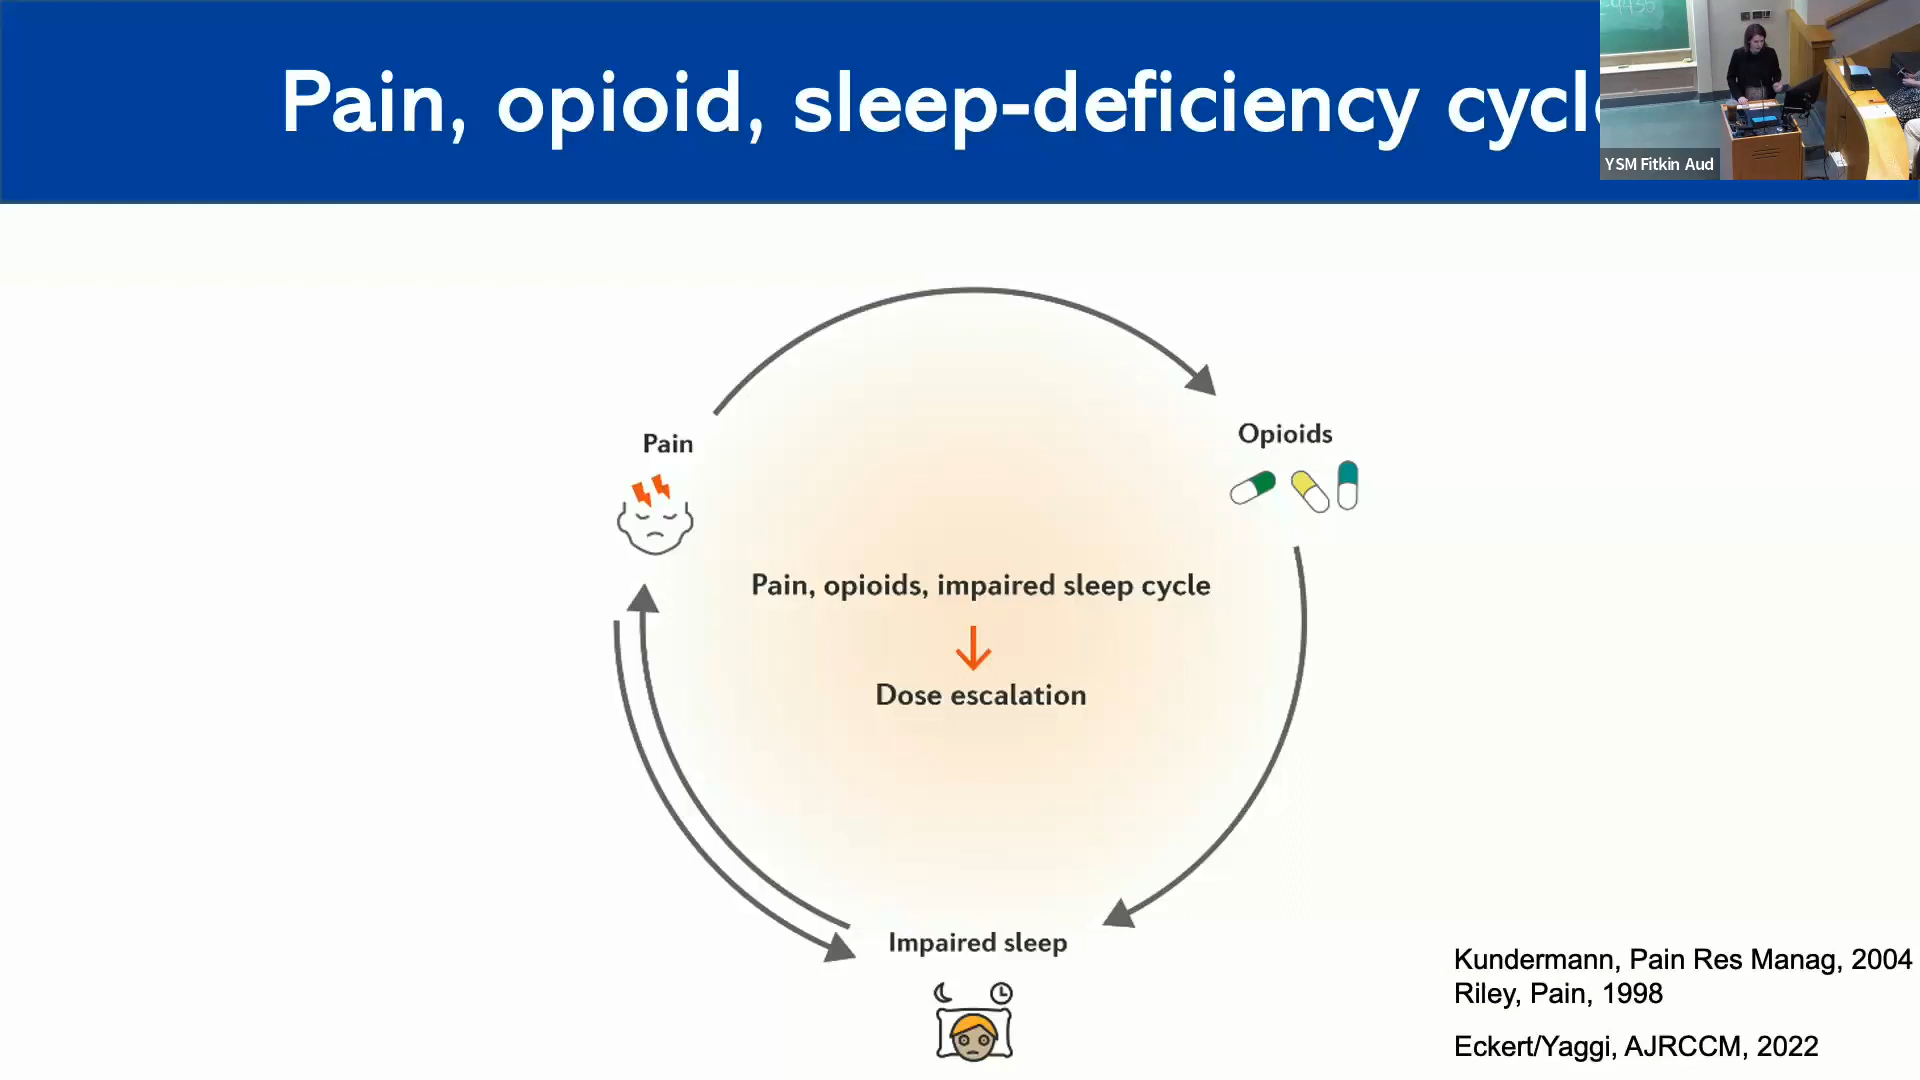 Pain, opioid, sleep-deficiency cycle
YSM Fitkin Aud
Pain
Opioids
Pain, opioids, impaired sleep cycle
Dose escalation
Impaired sleep
Kundermann, Pain Res Manag, 2004
Riley, Pain, 1998
Eckert/Yaggi, AJRCCM, 2022